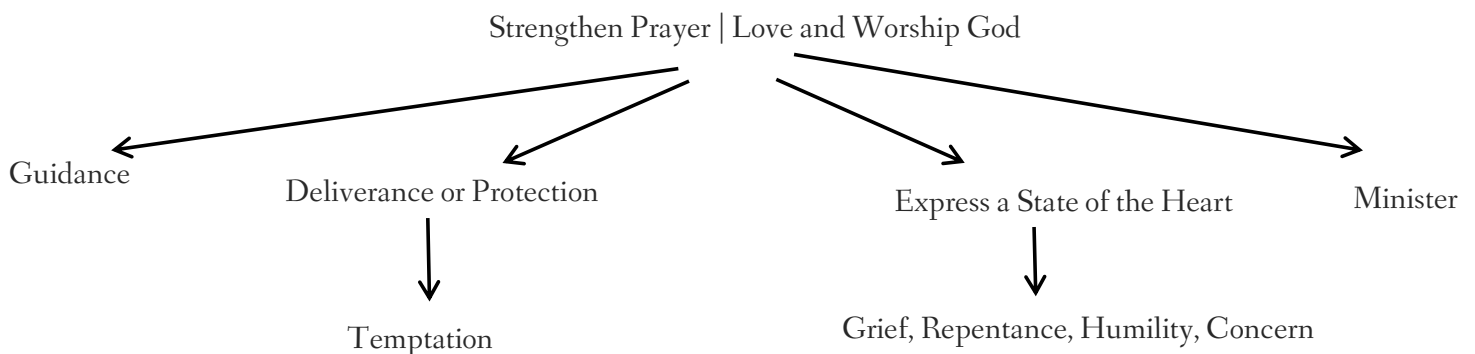 Strengthen Prayer | Love and Worship God
Guidance
Deliverance or Protection
Express a State of the Heart
Minister
Temptation
Grief, Repentance, Humility, Concern